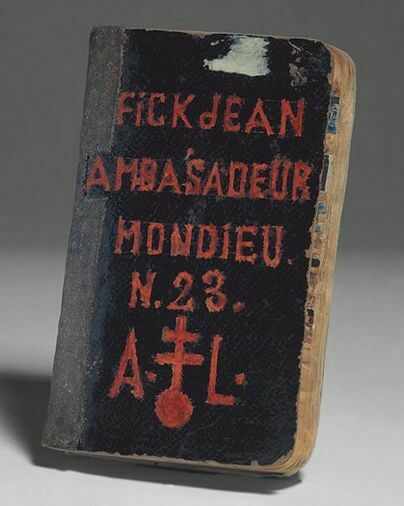 FiCKJEAN
AMBASADEUR
MONDIEU.
N.23.
A. L.